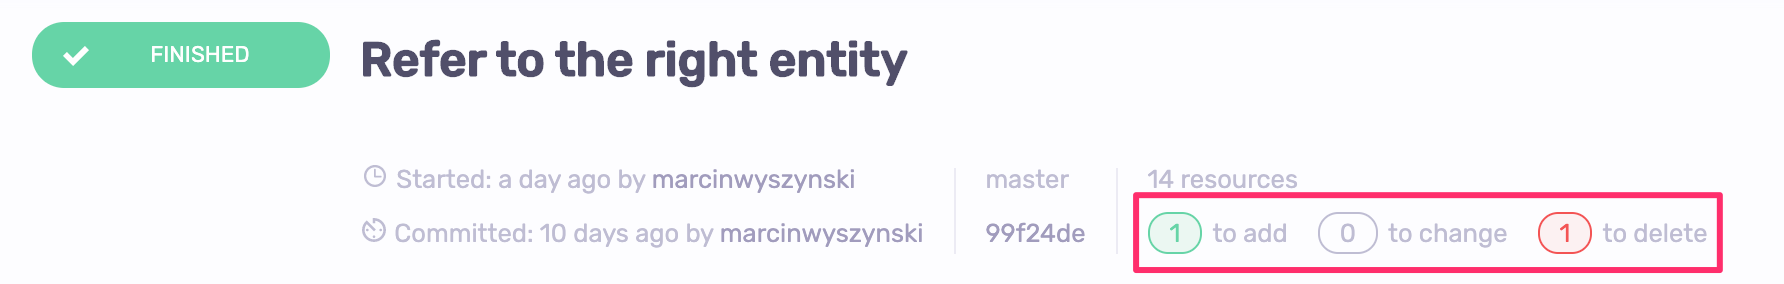 FINISHED
Refer to the right entity
Started: a day ago by marcinwyszynski
Committed: 10 days ago by marcinwyszynski
master
99f24de
14 resources
1 to add 0 to change 1 to delete